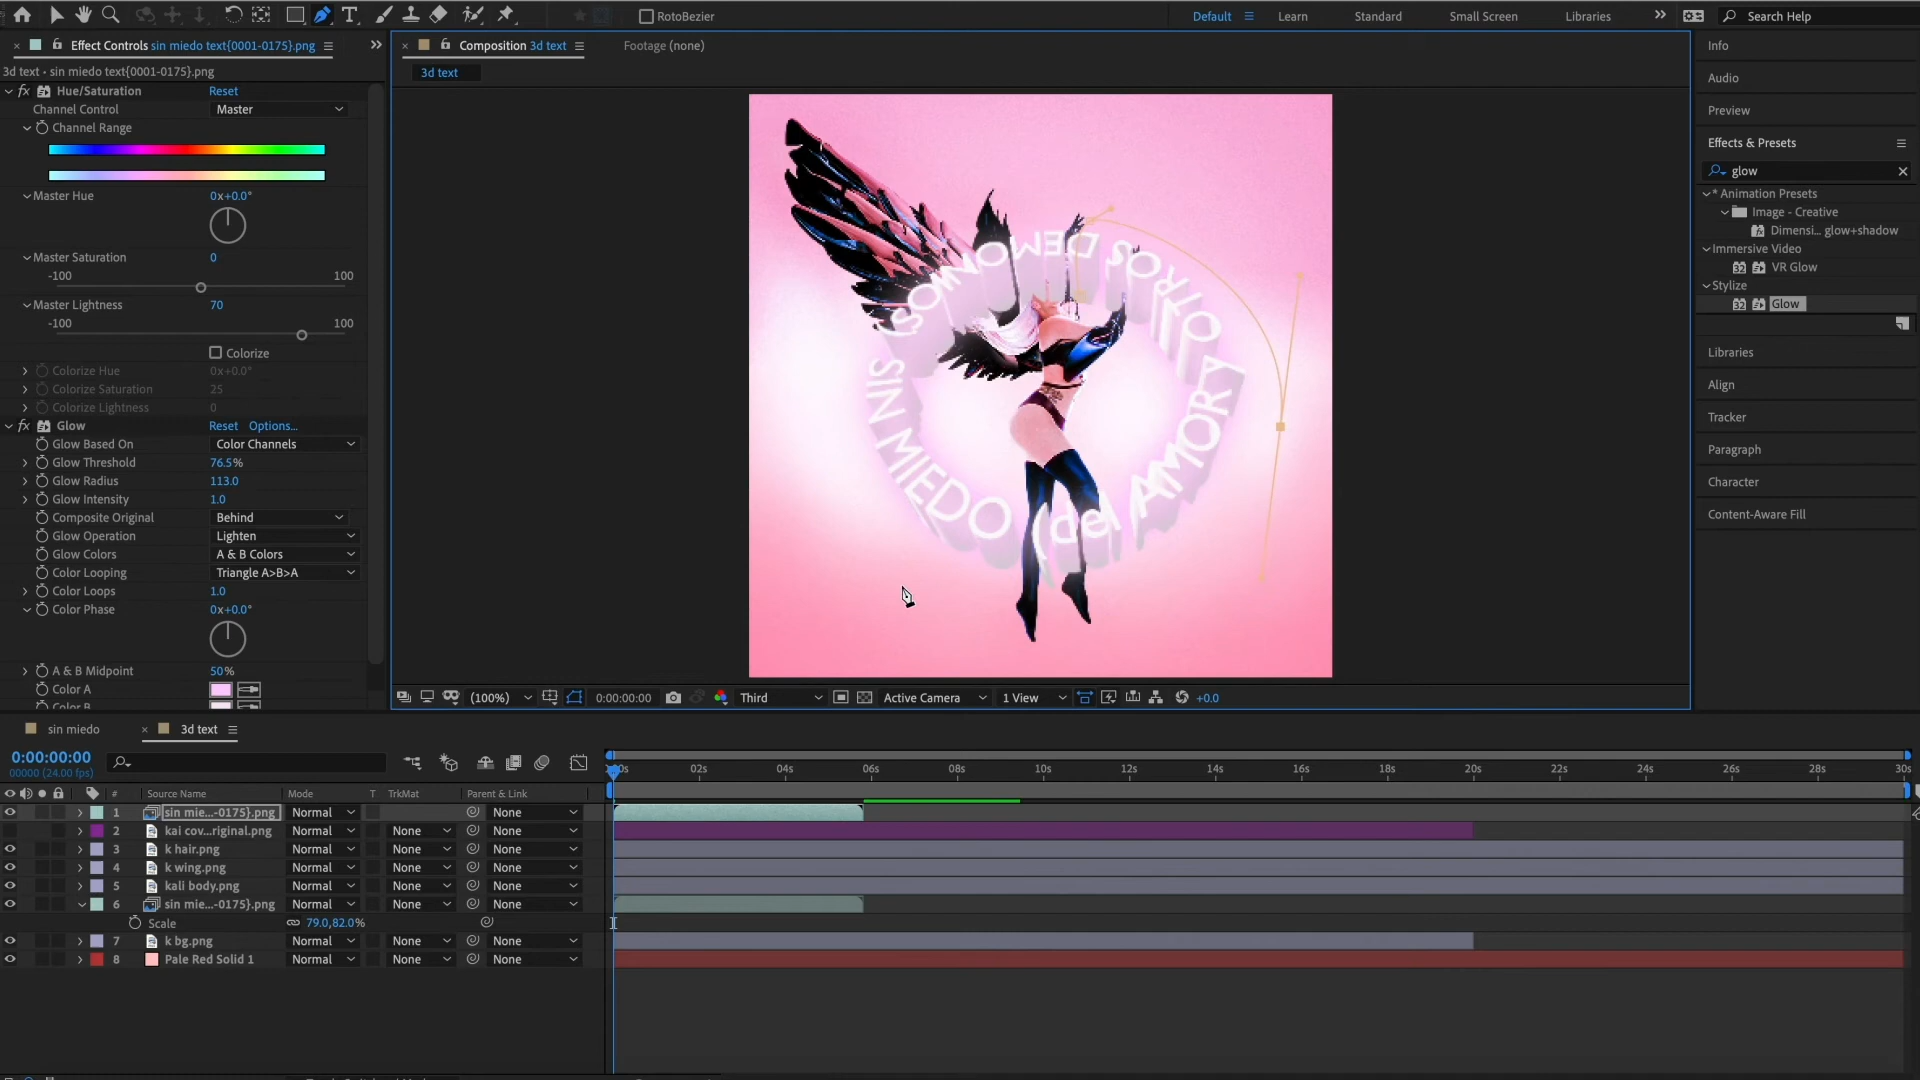 RotoBezier
Default
Learn
Standard
Small Screen
Libraries
Search Help
Effect Controls sin miedo text{0001-0175}.png
Composition 3d text
Footage (none)
3d text • sin miedo text{0001-0175}.png
3d text
fx Hue/Saturation Reset
Channel Control Master
Channel Range
Master Hue 0x+0.0°
Master Saturation 0
-100 100
Master Lightness 70
-100 100
Colorize
Colorize Hue 0x+0.0°
Colorize Saturation 25
Colorize Lightness 0
fx Glow Reset Options...
Glow Based On Color Channels
Glow Threshold 76.5%
Glow Radius 113.0
Glow Intensity 1.0
Composite Original Behind
Glow Operation Lighten
Glow Colors A & B Colors
Color Looping Triangle A>B>A
Color Loops 1.0
Color Phase 0x+0.0°
A & B Midpoint 50%
Color A
Color B
SIN MIEDO (del AMOR Y OTROS DEMONIOS)
(100%) 0:00:00:00 Third Active Camera 1 View +0.0
Info
Audio
Preview
Effects & Presets
glow
* Animation Presets
Image - Creative
Dimensi... glow+shadow
Immersive Video
32 VR Glow
Stylize
32 Glow
Libraries
Align
Tracker
Paragraph
Character
Content-Aware Fill
sin miedo
3d text
0:00:00:00
00000 (24.00 fps)
02s 04s 06s 08s 10s 12s 14s 16s 18s 20s 22s 24s 26s 28s 30s
# Source Name Mode T TrkMat Parent & Link
1 sin mie...-0175}.png Normal None
2 kai cov...riginal.png Normal None None
3 k hair.png Normal None None
4 k wing.png Normal None None
5 kali body.png Normal None None
6 sin mie...-0175}.png Normal None None
Scale 79.0,82.0%
7 k bg.png Normal None None
8 Pale Red Solid 1 Normal None None